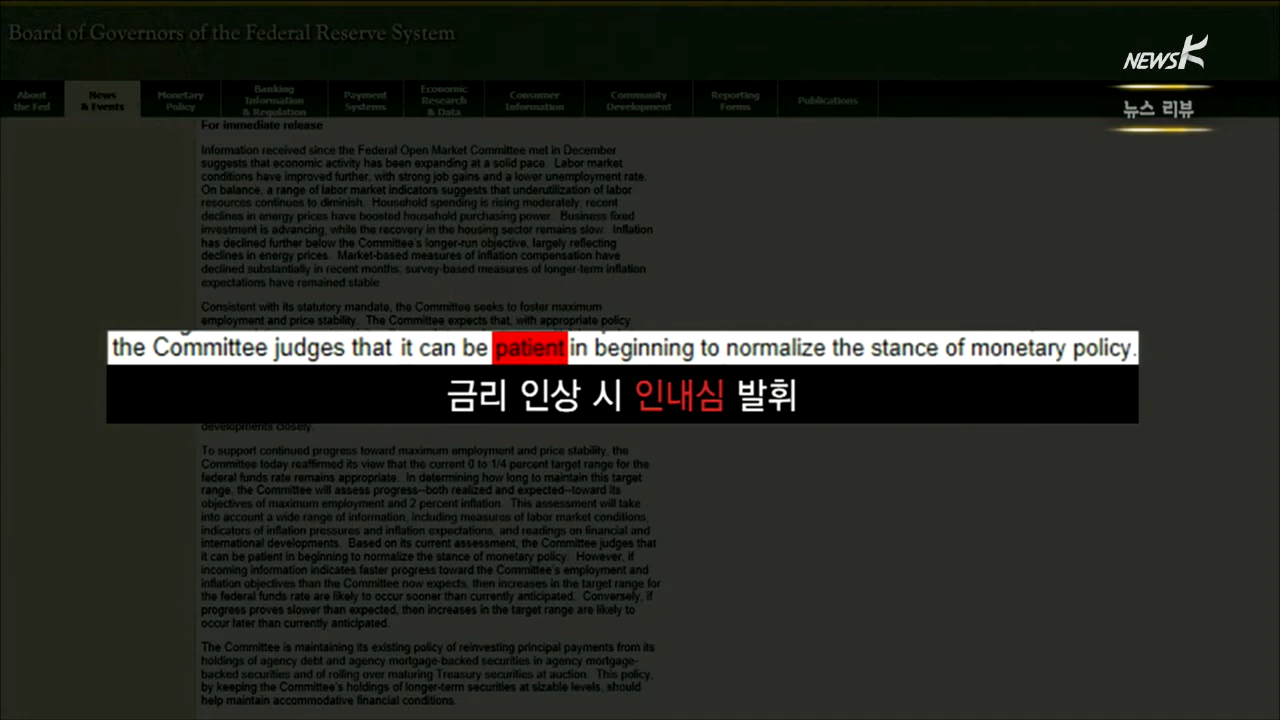 Board of Governors of the Federal Reserve System
NEWS K
뉴스 리뷰
About the Fed
News & Events
Monetary Policy
Banking Information & Regulation
Payment Systems
Economic Research & Data
Consumer Information
Community Development
Reporting Forms
Publications
For immediate release
Information received since the Federal Open Market Committee met in December
suggests that economic activity has been expanding at a solid pace. Labor market
conditions have improved further, with strong job gains and a lower unemployment rate.
On balance, a range of labor market indicators suggests that underutilization of labor
resources continues to diminish. Household spending is rising moderately, recent
declines in energy prices have boosted household purchasing power. Business fixed
investment is advancing, while the recovery in the housing sector remains slow. Inflation
has declined further below the Committee's longer-run objective, largely reflecting
declines in energy prices. Market-based measures of inflation compensation have
declined substantially in recent months; survey-based measures of longer-term inflation
expectations have remained stable.
Consistent with its statutory mandate, the Committee seeks to foster maximum
employment and price stability. The Committee expects that, with appropriate policy
the Committee judges that it can be patient in beginning to normalize the stance of monetary policy.
금리 인상 시 인내심 발휘
developments closely.
To support continued progress toward maximum employment and price stability, the
Committee today reaffirmed its view that the current 0 to 1/4 percent target range for the
federal funds rate remains appropriate. In determining how long to maintain this target
range, the Committee will assess progress--both realized and expected--toward its
objectives of maximum employment and 2 percent inflation. This assessment will take
into account a wide range of information, including measures of labor market conditions,
indicators of inflation pressures and inflation expectations, and readings on financial and
international developments. Based on its current assessment, the Committee judges that
it can be patient in beginning to normalize the stance of monetary policy. However, if
incoming information indicates faster progress toward the Committee's employment and
inflation objectives than the Committee now expects, then increases in the target range for
the federal funds rate are likely to occur sooner than currently anticipated. Conversely, if
progress proves slower than expected, then increases in the target range are likely to
occur later than currently anticipated.
The Committee is maintaining its existing policy of reinvesting principal payments from its
holdings of agency debt and agency mortgage-backed securities in agency mortgage-
backed securities and of rolling over maturing Treasury securities at auction. This policy,
by keeping the Committee's holdings of longer-term securities at sizable levels, should
help maintain accommodative financial conditions.